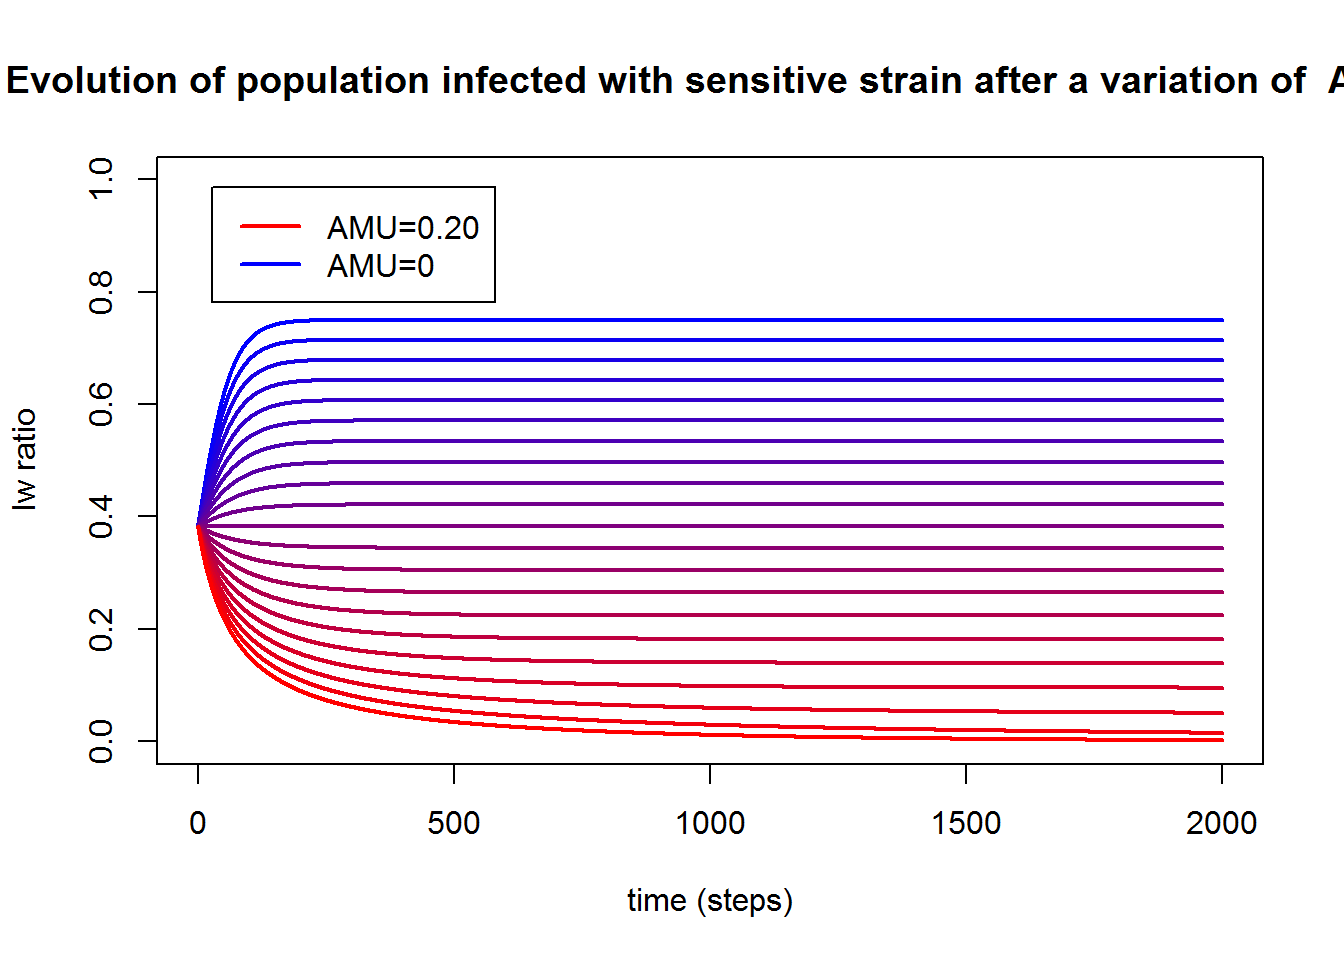 Evolution of population infected with sensitive strain after a variation of A
1.0
0.8
0.6
0.4
0.2
0.0
Iw ratio
AMU=0.20
AMU=0
0
500
1000
1500
2000
time (steps)